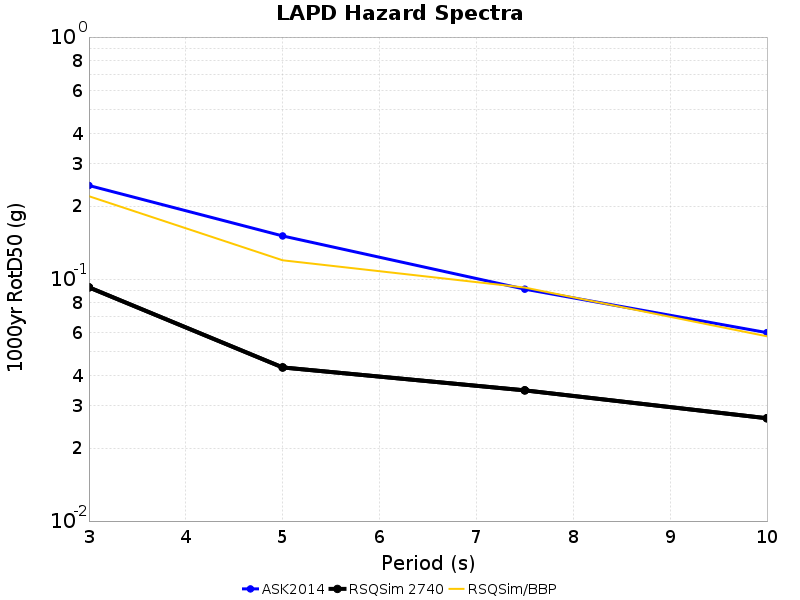 LAPD Hazard Spectra
10^0
8
6
4
3
2
10^-1
8
6
4
3
2
10^-2
1000yr RotD50 (g)
3 4 5 6 7 8 9 10
Period (s)
ASK2014 RSQSim 2740 RSQSim/BBP